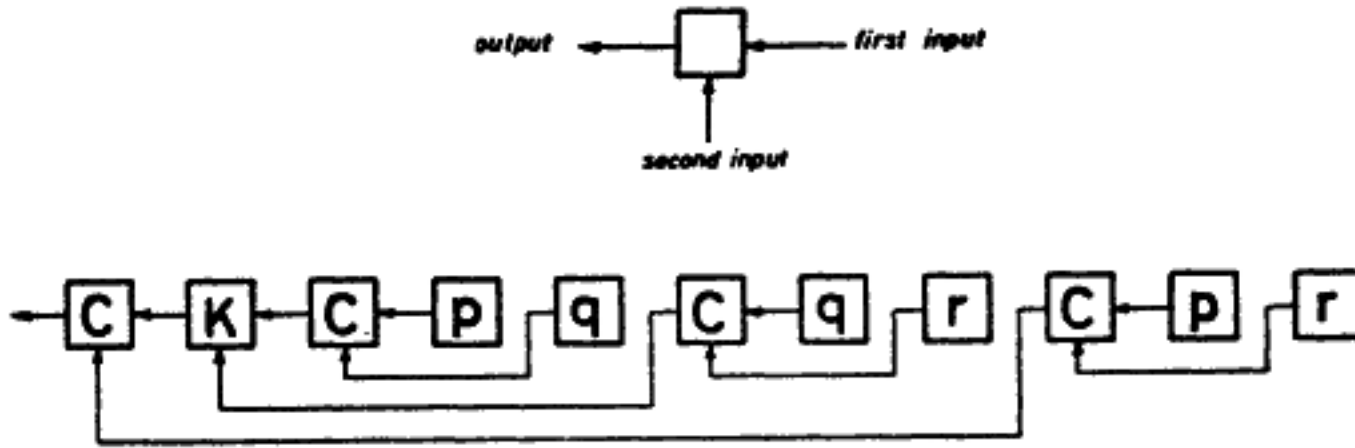 output
first input
second input
C K C p q C q r C p r